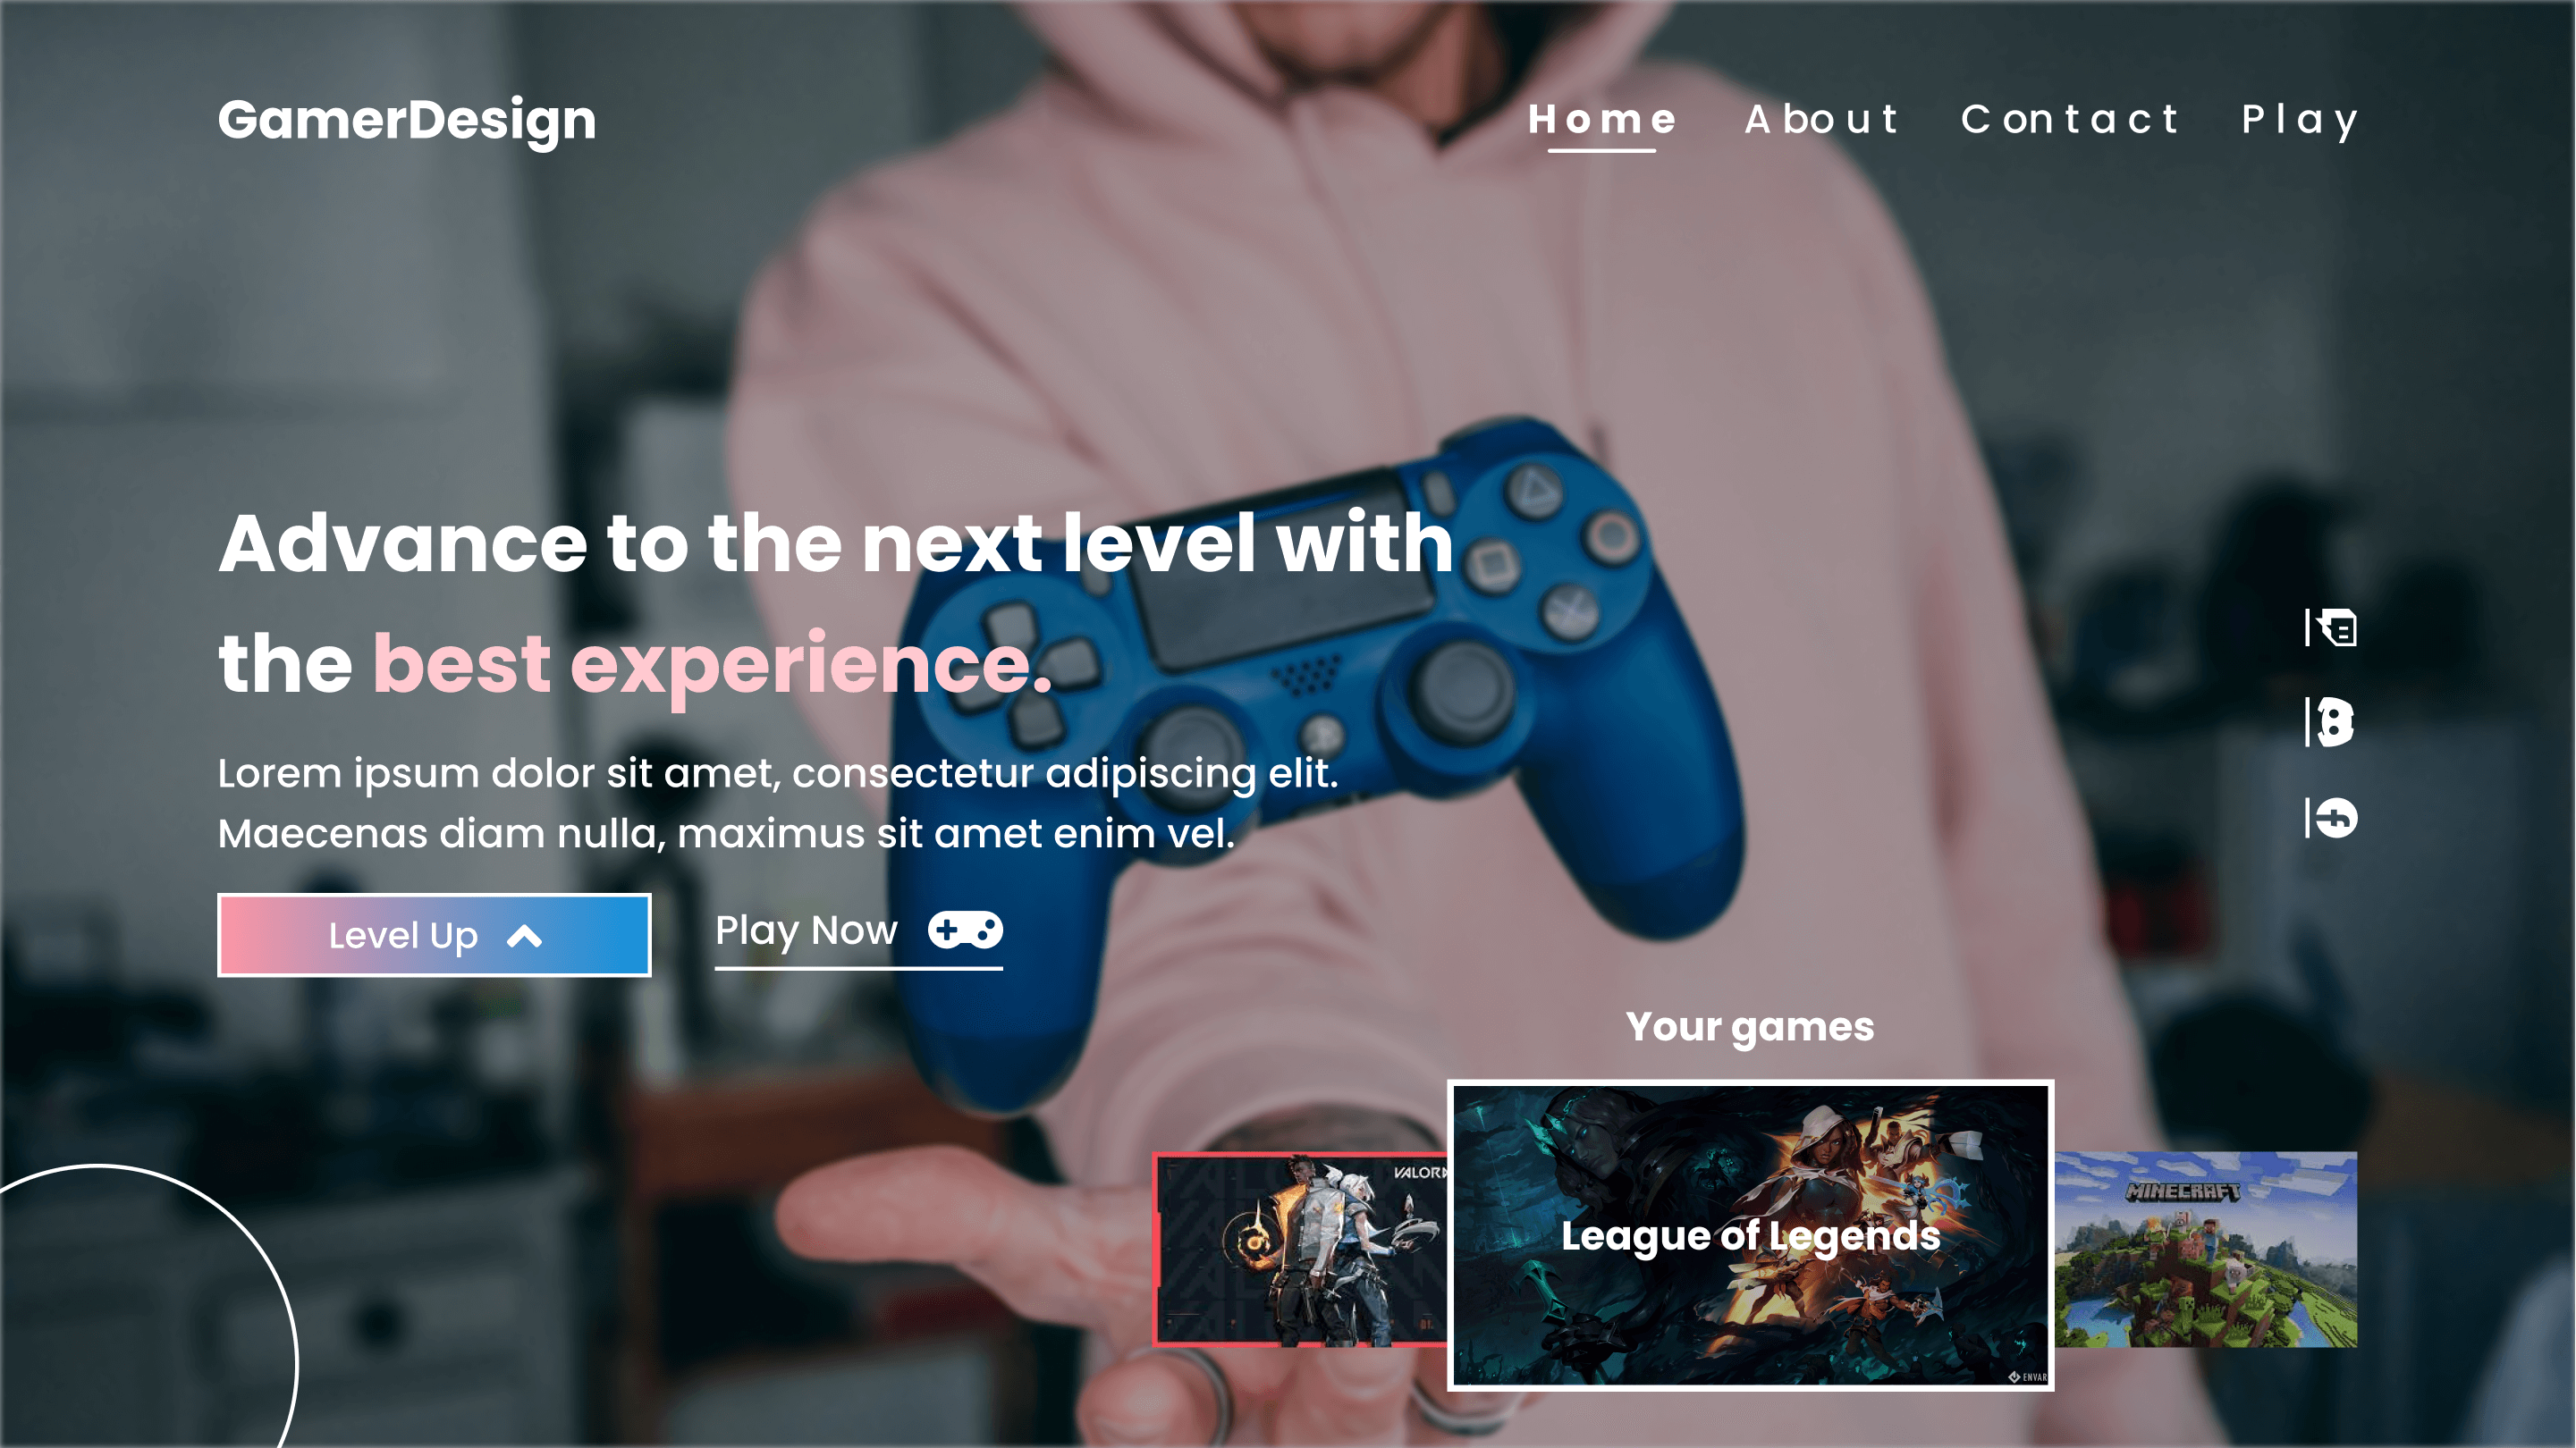 GamerDesign
Home About Contact Play
Advance to the next level with
the best experience.
Lorem ipsum dolor sit amet, consectetur adipiscing elit.
Maecenas diam nulla, maximus sit amet enim vel.
Level Up
Play Now
Your games
VALORA
League of Legends
MINECRAFT
ENVAR